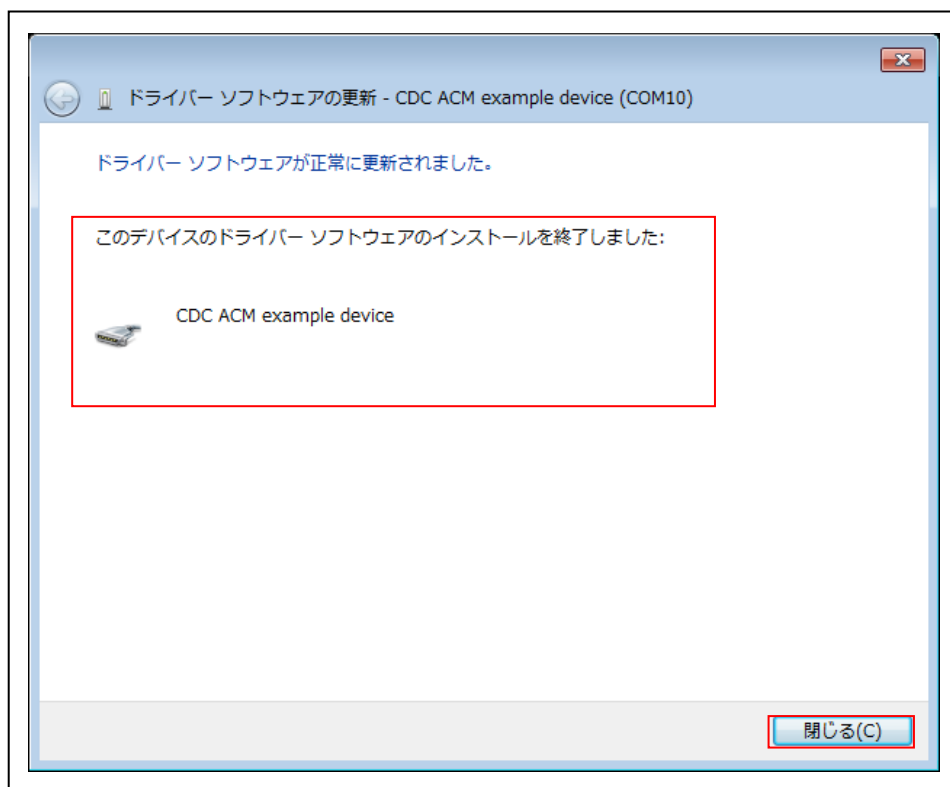 ドライバー ソフトウェアの更新 - CDC ACM example device (COM10)
ドライバー ソフトウェアが正常に更新されました。
このデバイスのドライバー ソフトウェアのインストールを終了しました:
CDC ACM example device
閉じる(C)